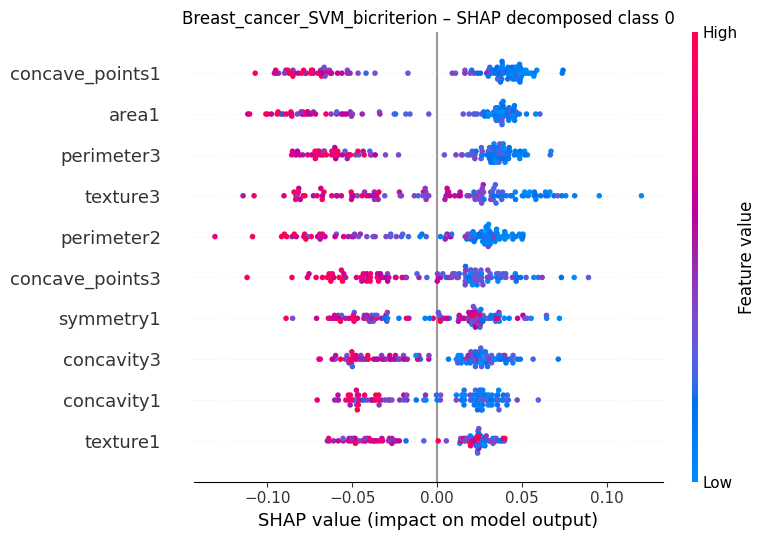 Breast_cancer_SVM_bicriterion – SHAP decomposed class 0
High
concave_points1
area1
perimeter3
texture3
perimeter2
concave_points3
symmetry1
concavity3
concavity1
texture1
Feature value
Low
−0.10 −0.05 0.00 0.05 0.10
SHAP value (impact on model output)